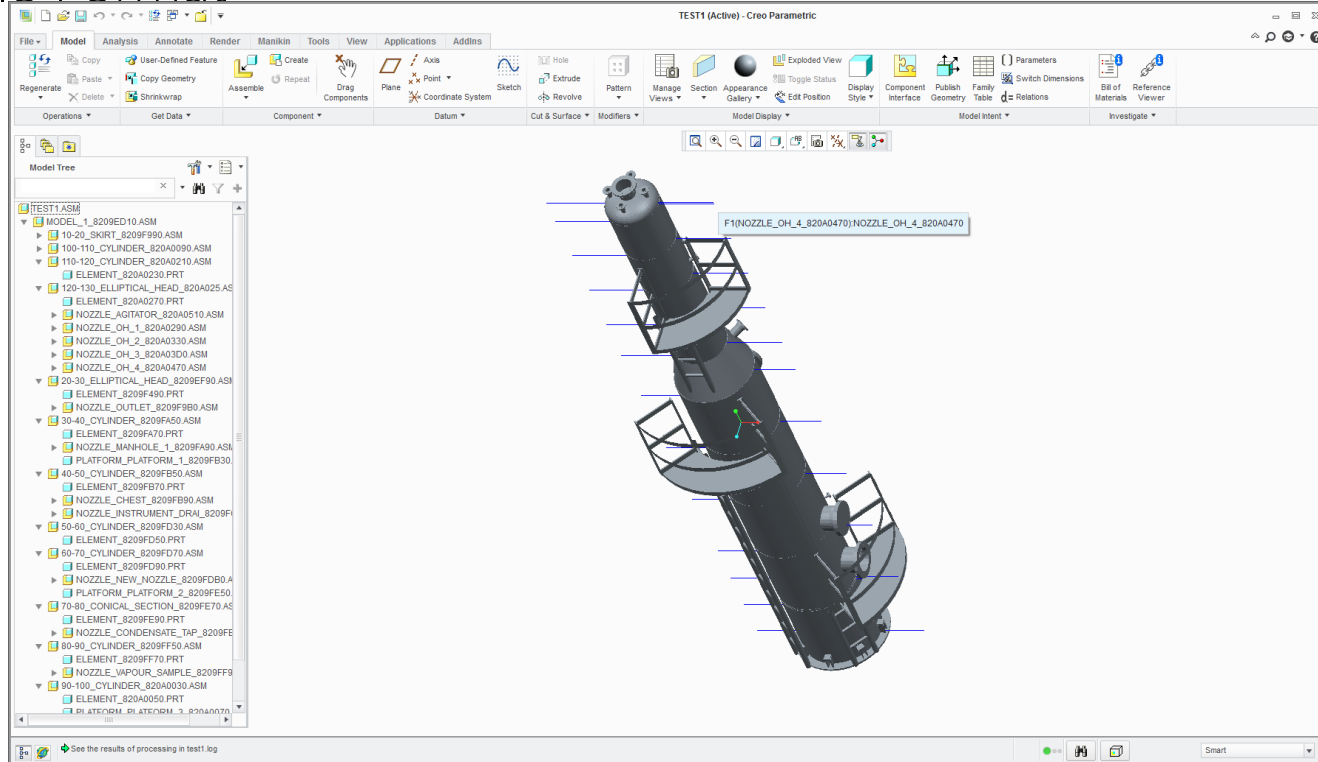 TEST1 (Active) - Creo Parametric
File Model Analysis Annotate Render Manikin Tools View Applications AddIns
Regenerate
Copy
Paste
Delete
Operations
User-Defined Feature
Copy Geometry
Shrinkwrap
Get Data
Assemble
Create
Repeat
Drag
Components
Component
Plane
Axis
Point
Coordinate System
Datum
Sketch
Hole
Extrude
Revolve
Cut & Surface
Pattern
Modifiers
Manage
Views
Section
Appearance
Gallery
Exploded View
Toggle Status
Edit Position
Display
Style
Model Display
Component
Interface
Publish
Geometry
Family
Table
Parameters
Switch Dimensions
d= Relations
Model Intent
Bill of
Materials
Reference
Viewer
Investigate
Model Tree
TEST1.ASM
MODEL_1_8209ED10.ASM
10-20_SKIRT_8209F990.ASM
100-110_CYLINDER_820A0090.ASM
110-120_CYLINDER_820A0210.ASM
ELEMENT_820A0230.PRT
120-130_ELLIPTICAL_HEAD_820A025.AS
ELEMENT_820A0270.PRT
NOZZLE_AGITATOR_820A0510.ASM
NOZZLE_OH_1_820A0290.ASM
NOZZLE_OH_2_820A0330.ASM
NOZZLE_OH_3_820A03D0.ASM
NOZZLE_OH_4_820A0470.ASM
20-30_ELLIPTICAL_HEAD_8209EF90.ASM
ELEMENT_8209F490.PRT
NOZZLE_OUTLET_8209F9B0.ASM
30-40_CYLINDER_8209FA50.ASM
ELEMENT_8209FA70.PRT
NOZZLE_MANHOLE_1_8209FA90.ASM
PLATFORM_PLATFORM_1_8209FB30.
40-50_CYLINDER_8209FB50.ASM
ELEMENT_8209FB70.PRT
NOZZLE_CHEST_8209FB90.ASM
NOZZLE_INSTRUMENT_DRAI_8209F
50-60_CYLINDER_8209FD30.ASM
ELEMENT_8209FD50.PRT
60-70_CYLINDER_8209FD70.ASM
ELEMENT_8209FD90.PRT
NOZZLE_NEW_NOZZLE_8209FDB0.A
PLATFORM_PLATFORM_2_8209FE50.
70-80_CONICAL_SECTION_8209FE70.AS
ELEMENT_8209FE90.PRT
NOZZLE_CONDENSATE_TAP_8209FE
80-90_CYLINDER_8209FF50.ASM
ELEMENT_8209FF70.PRT
NOZZLE_VAPOUR_SAMPLE_8209FF9
90-100_CYLINDER_820A0030.ASM
ELEMENT_820A0050.PRT
PLATFORM_PLATFORM_3_820A0070
F1(NOZZLE_OH_4_820A0470):NOZZLE_OH_4_820A0470
See the results of processing in test1.log
Smart